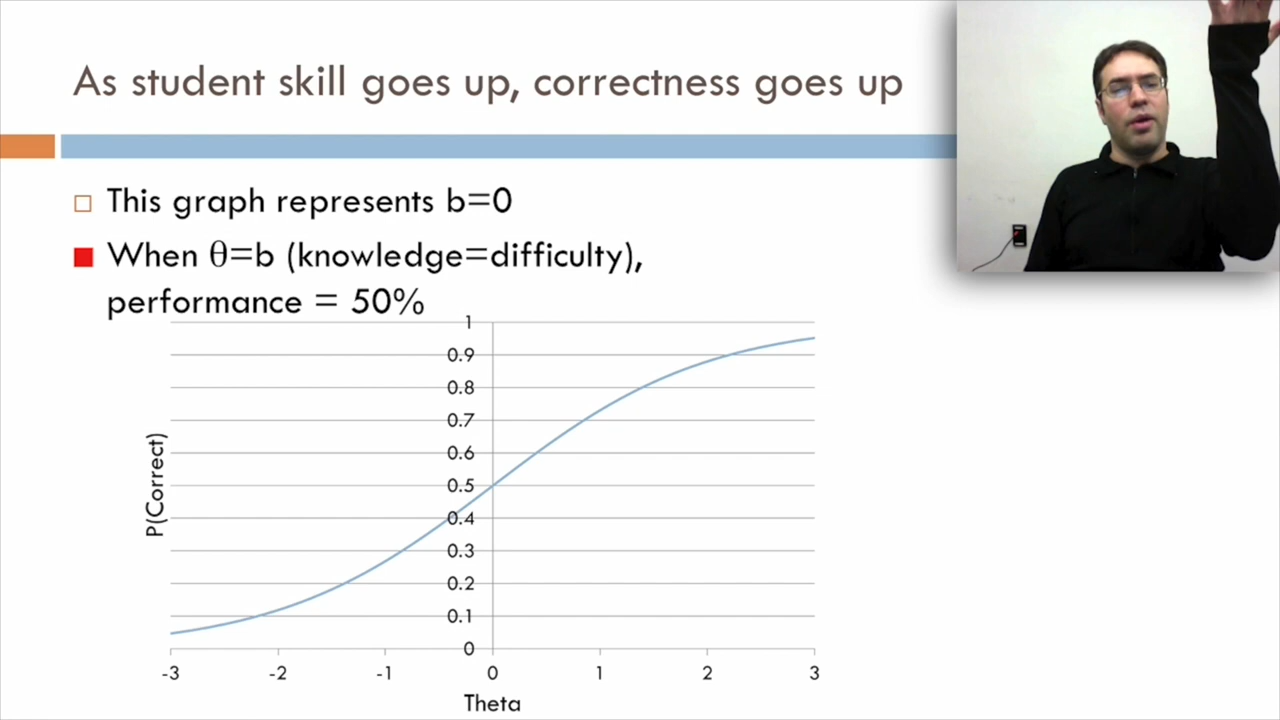 As student skill goes up, correctness goes up
This graph represents b=0
When θ=b (knowledge=difficulty),
performance = 50%
1
0.9
0.8
0.7
0.6
0.5
0.4
0.3
0.2
0.1
0
P(Correct)
-3 -2 -1 0 1 2 3
Theta